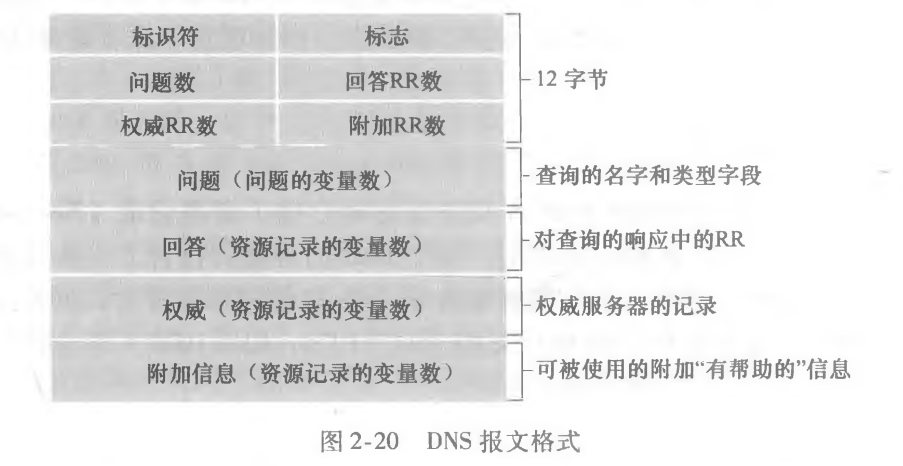 标识符 标志
问题数 回答RR数 12 字节
权威RR数 附加RR数
问题（问题的变量数） 查询的名字和类型字段
回答（资源记录的变量数） 对查询的响应中的RR
权威（资源记录的变量数） 权威服务器的记录
附加信息（资源记录的变量数） 可被使用的附加“有帮助的”信息
图 2-20 DNS 报文格式